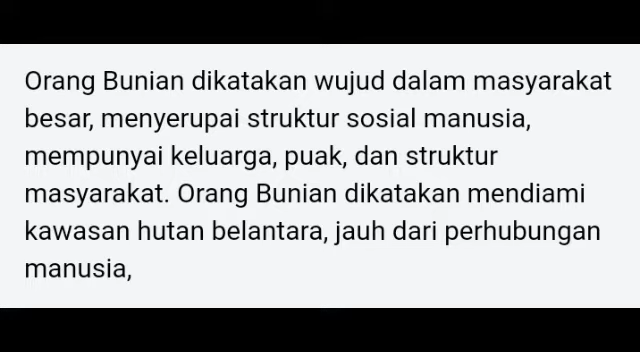 Orang Bunian dikatakan wujud dalam masyarakat
besar, menyerupai struktur sosial manusia,
mempunyai keluarga, puak, dan struktur
masyarakat. Orang Bunian dikatakan mendiami
kawasan hutan belantara, jauh dari perhubungan
manusia,